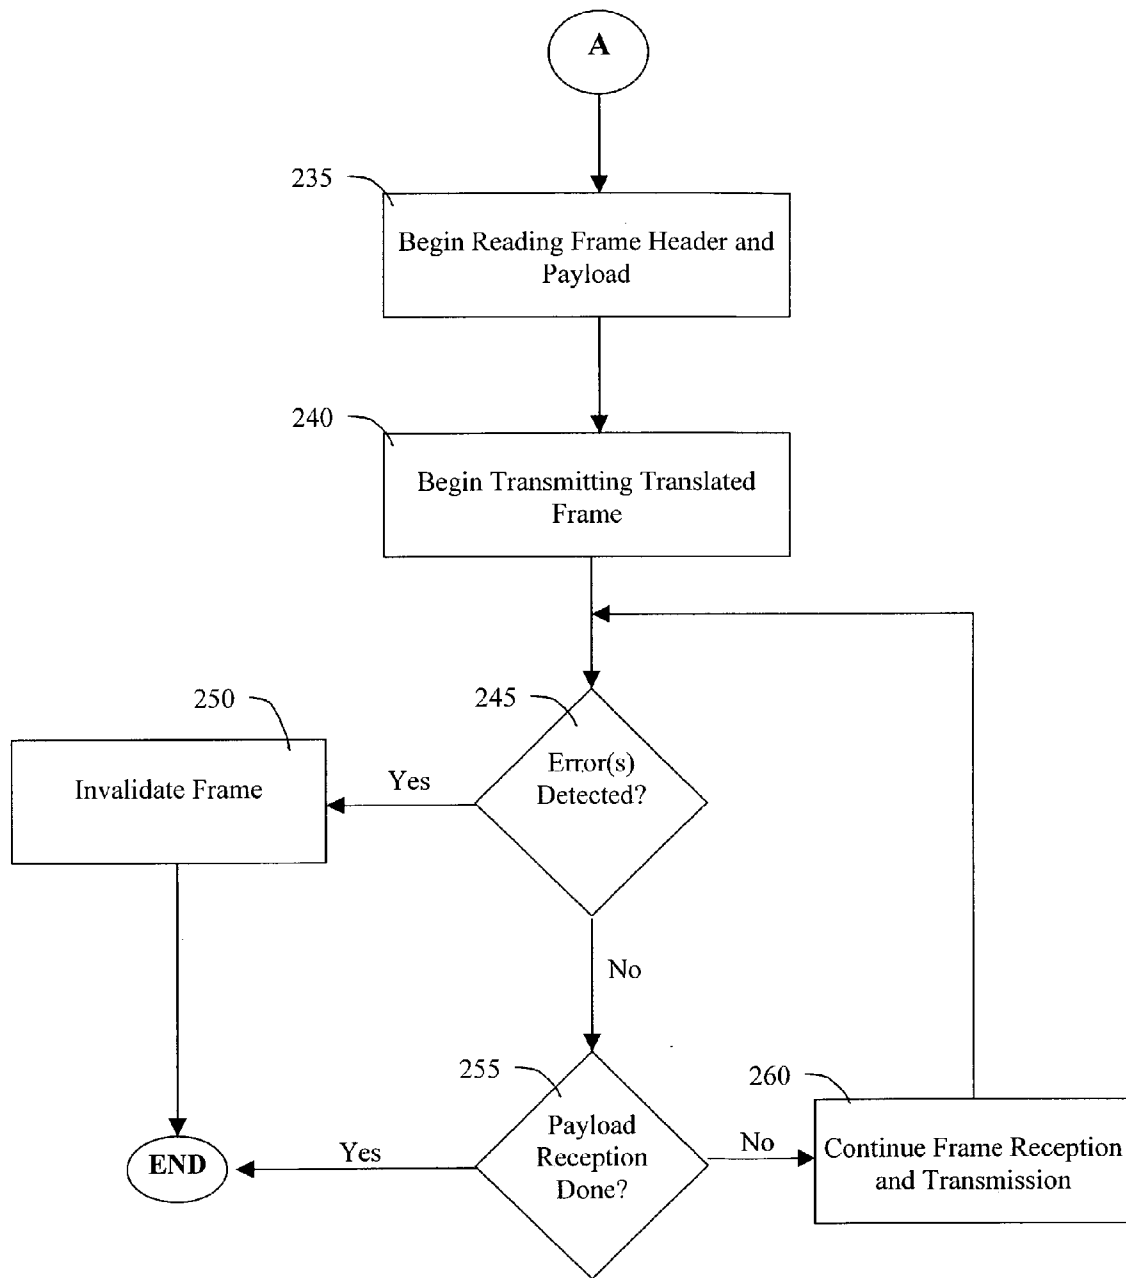 A
235
Begin Reading Frame Header and
Payload
240
Begin Transmitting Translated
Frame
245
Error(s)
Detected?
250
Invalidate Frame
Yes
No
255
Payload
Reception
Done?
Yes
END
No
260
Continue Frame Reception
and Transmission